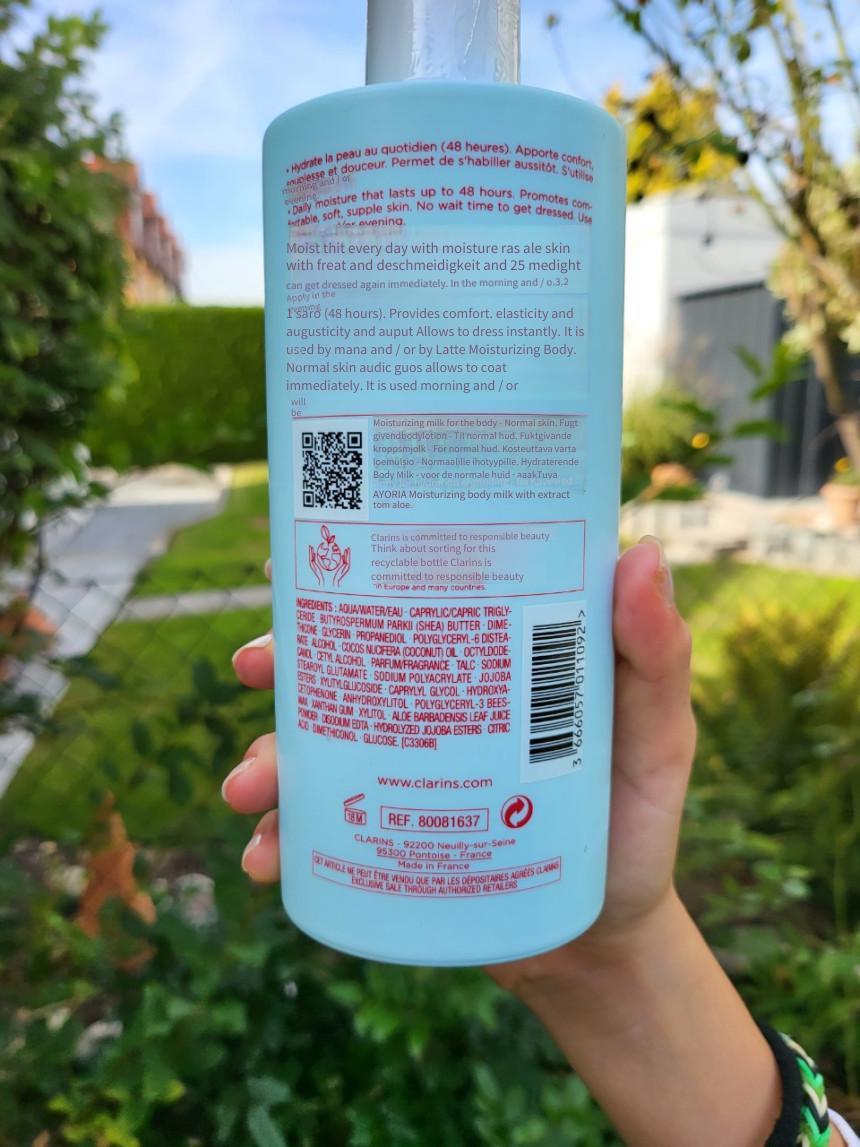 • Hydrate la peau au quotidien (48 heures). Apporte confort,
souplesse et douceur. Permet de s'habiller aussitôt. S'utilise
morning and / or
evening
• Daily moisture that lasts up to 48 hours. Promotes com-
fortable, soft, supple skin. No wait time to get dressed. Use
evening.
Moist thit every day with moisture ras ale skin
with freat and deschmeidigkeit and 25 medight
can get dressed again immediately. In the morning and / o.3.2
Apply in the
evening
1 saro (48 hours). Provides comfort. elasticity and
augusticity and auput Allows to dress instantly. It is
used by mana and / or by Latte Moisturizing Body.
Normal skin audic guos allows to coat
immediately. It is used morning and / or
will
be
Moisturizing milk for the body - Normal skin. Fugt
givendbodylotion - Til normal hud. Fuktgivande
kroppsmjolk - For normal hud. Kosteuttava varta
loemulsio - Normaalille ihotyypille. Hydraterende
Body Milk - voor de normale huid - aaakTuya
AYORIA Moisturizing body milk with extract
tom aloe.
Clarins is committed to responsible beauty
Think about sorting for this
recyclable bottle Clarins is
committed to responsible beauty
*in Europe and many countries.
INGREDIENTS : AQUA/WATER/EAU · CAPRYLIC/CAPRIC TRIGLY-
CERIDE · BUTYROSPERMUM PARKII (SHEA) BUTTER · DIME-
THICONE · GLYCERIN · PROPANEDIOL · POLYGLYCERYL-6 DISTEA-
RATE · ALCOHOL · COCOS NUCIFERA (COCONUT) OIL · OCTYLDODE-
CANOL · CETYL ALCOHOL · PARFUM/FRAGRANCE · TALC · SODIUM
STEAROYL GLUTAMATE · SODIUM POLYACRYLATE · JOJOBA
ESTERS · XYLITYLGLUCOSIDE · CAPRYLYL GLYCOL · HYDROXYA-
CETOPHENONE · ANHYDROXYLITOL · POLYGLYCERYL-3 BEES-
WAX · XANTHAN GUM · XYLITOL · ALOE BARBADENSIS LEAF JUICE
POWDER · DISODIUM EDTA · HYDROLYZED JOJOBA ESTERS · CITRIC
ACID · DIMETHICONOL · GLUCOSE. [C3306B]
3 666057 011092 >
www.clarins.com
18 M
REF. 80081637
CLARINS - 92200 Neuilly-sur-Seine
95300 Pontoise - France
Made in France
CET ARTICLE NE PEUT ÊTRE VENDU QUE PAR LES DÉPOSITAIRES AGRÉÉS CLARINS
EXCLUSIVE SALE THROUGH AUTHORIZED RETAILERS